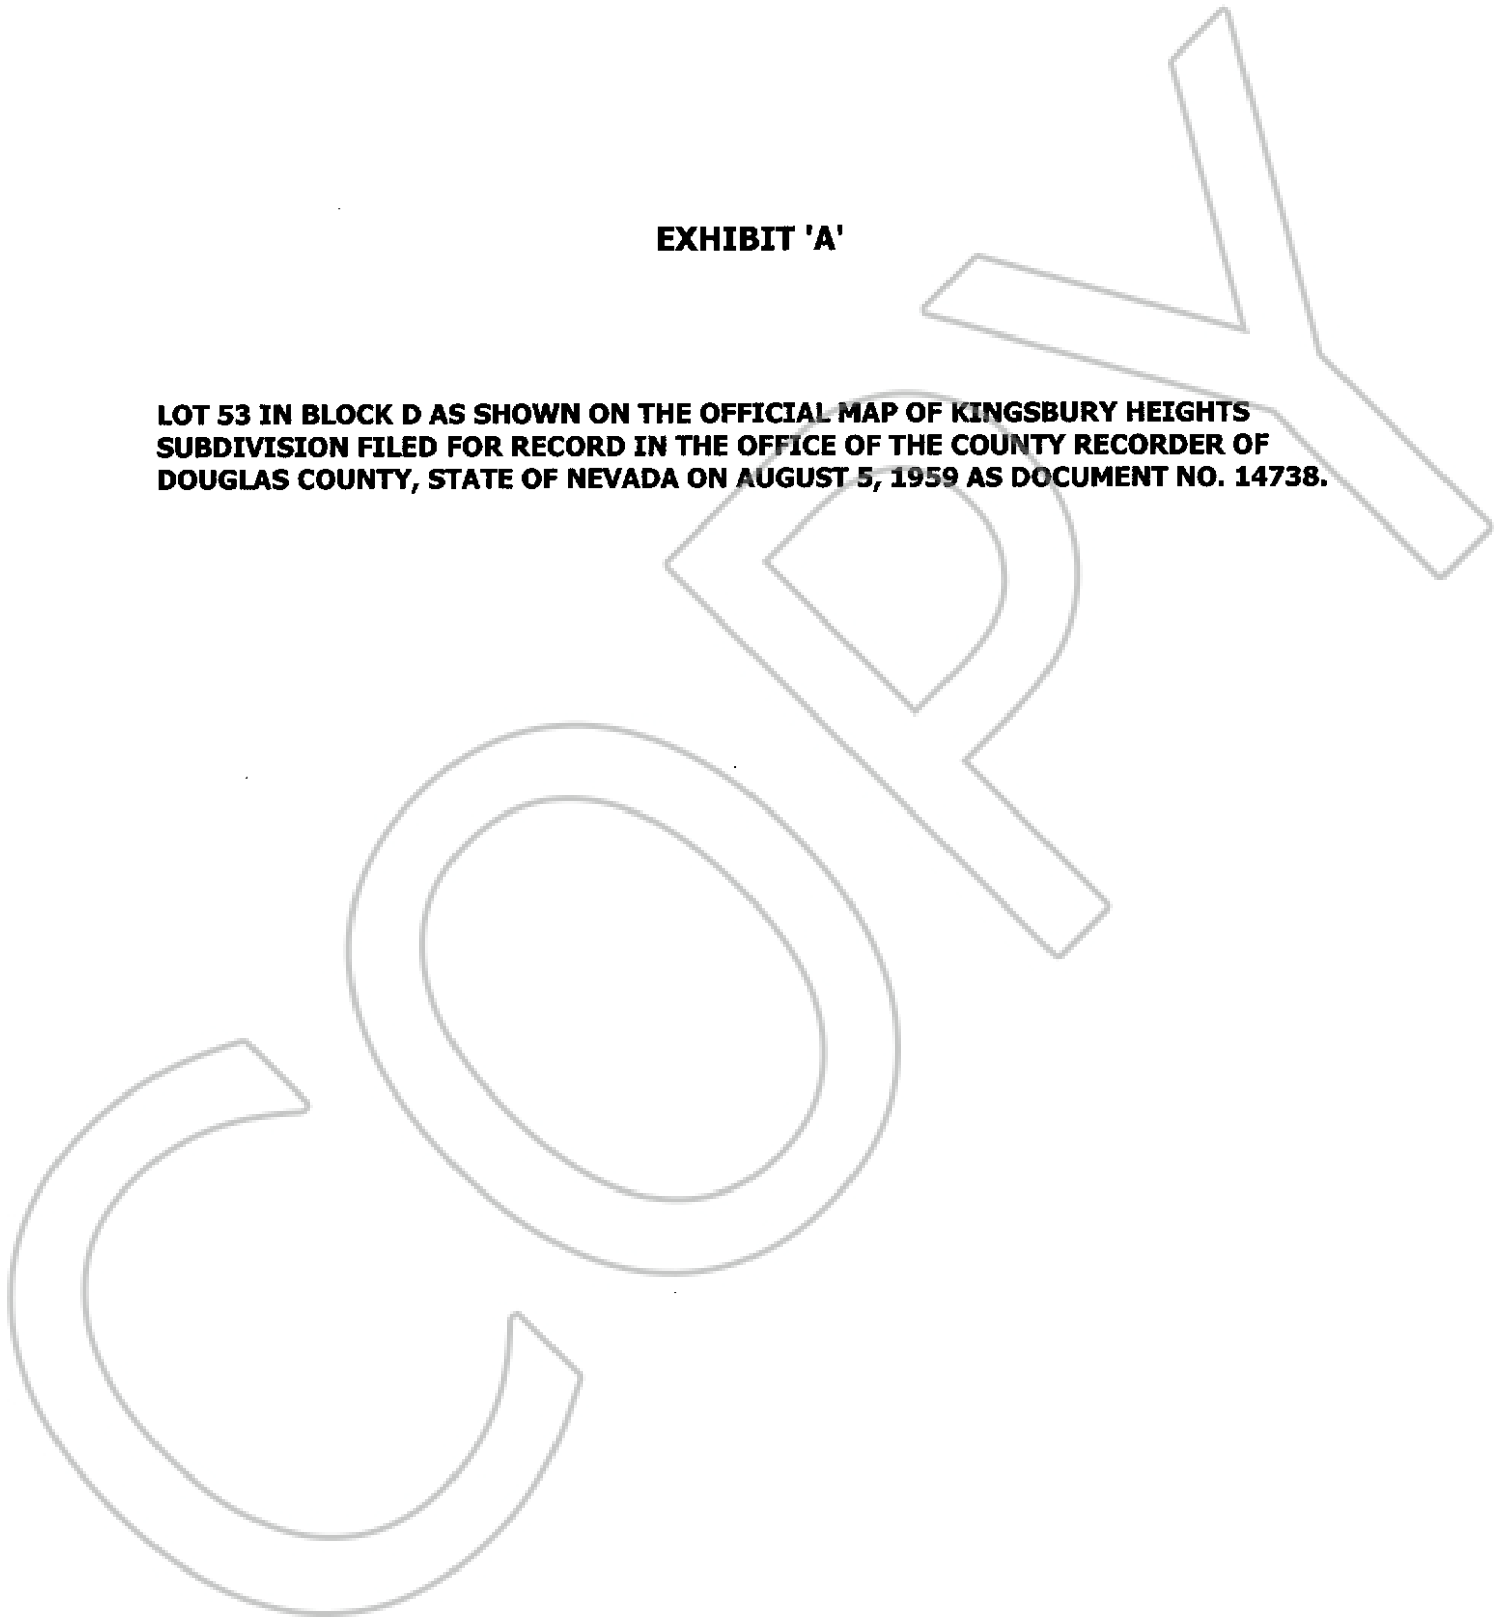 EXHIBIT 'A'
LOT 53 IN BLOCK D AS SHOWN ON THE OFFICIAL MAP OF KINGSBURY HEIGHTS
SUBDIVISION FILED FOR RECORD IN THE OFFICE OF THE COUNTY RECORDER OF
DOUGLAS COUNTY, STATE OF NEVADA ON AUGUST 5, 1959 AS DOCUMENT NO. 14738.
COPY